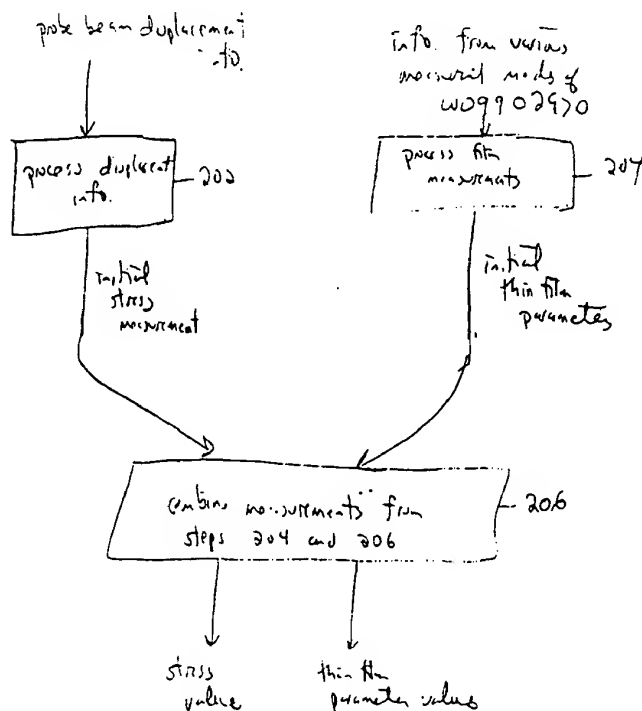 probe beam displacement
info.
info. from various
measuremt modes of
WO9902970
process displacemt
info.
202
process film
measurements
204
initial
stress
measurement
initial
thin film
parameters
combine measurements from
steps 204 and 206
206
stress
value
thin film
parameter values